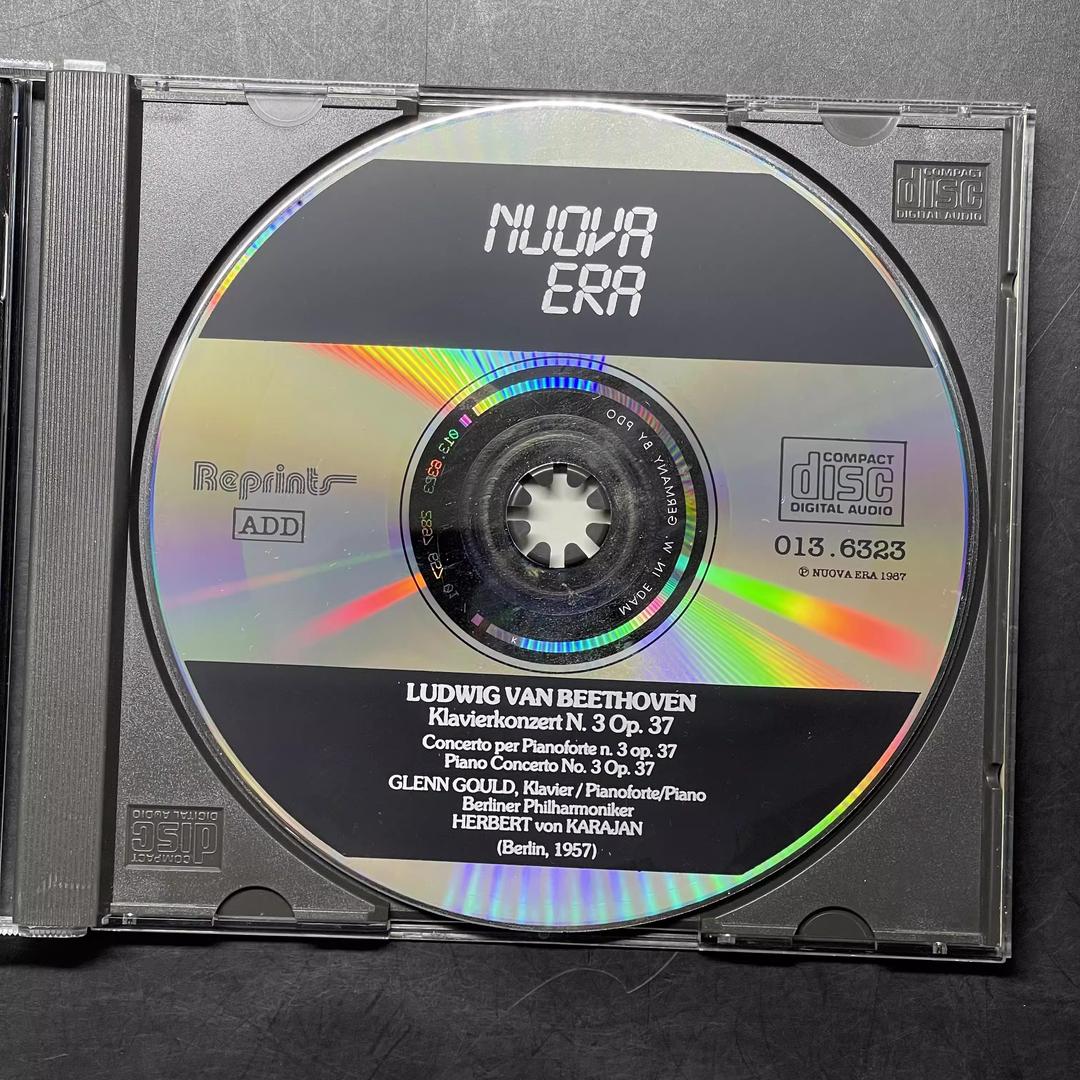 NUOVA
ERA
COMPACT
disc
DIGITAL AUDIO
Reprints
ADD
COMPACT
disc
DIGITAL AUDIO
013.6323
℗ NUOVA ERA 1987
MADE IN W. GERMANY BY PDO
LUDWIG VAN BEETHOVEN
Klavierkonzert N. 3 Op. 37
Concerto per Pianoforte n. 3 op. 37
Piano Concerto No. 3 Op. 37
GLENN GOULD, Klavier / Pianoforte/Piano
Berliner Philharmoniker
HERBERT von KARAJAN
(Berlin, 1957)
COMPACT
disc
DIGITAL AUDIO